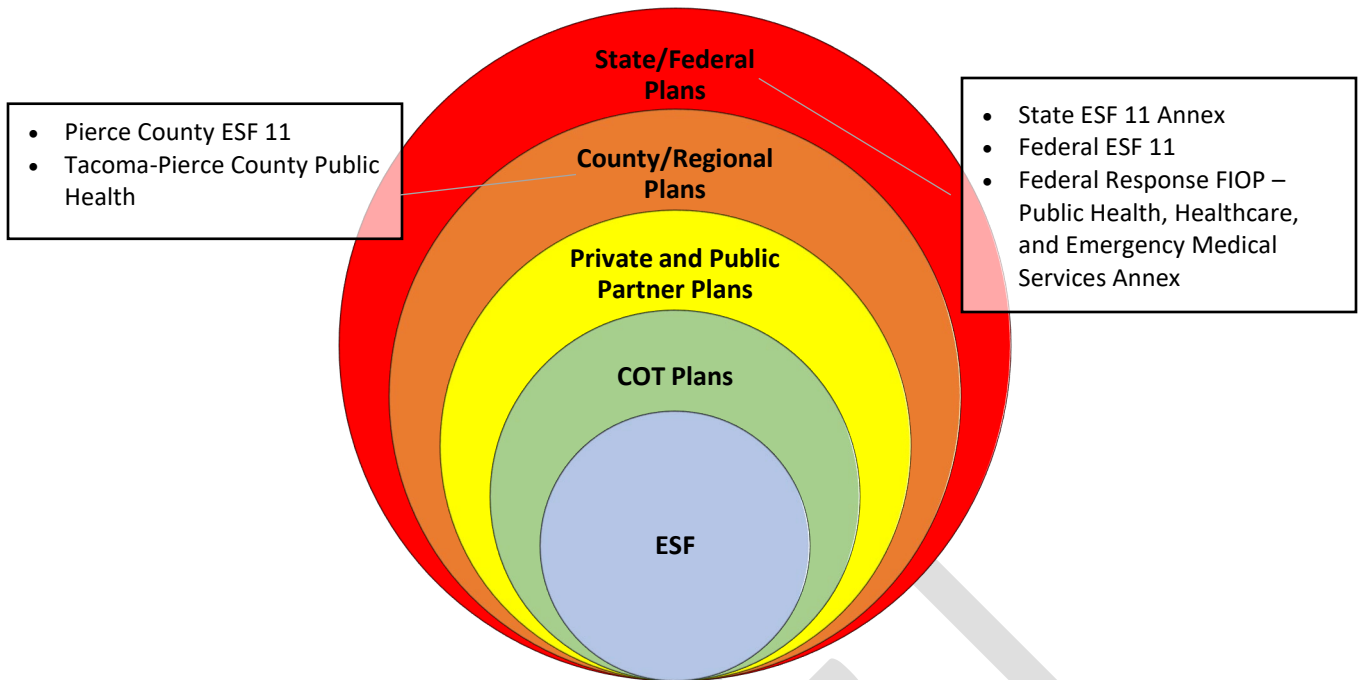 State/Federal
Plans
• Pierce County ESF 11
• Tacoma-Pierce County Public
Health
• State ESF 11 Annex
• Federal ESF 11
• Federal Response FIOP –
Public Health, Healthcare,
and Emergency Medical
Services Annex
County/Regional
Plans
Private and Public
Partner Plans
COT Plans
ESF